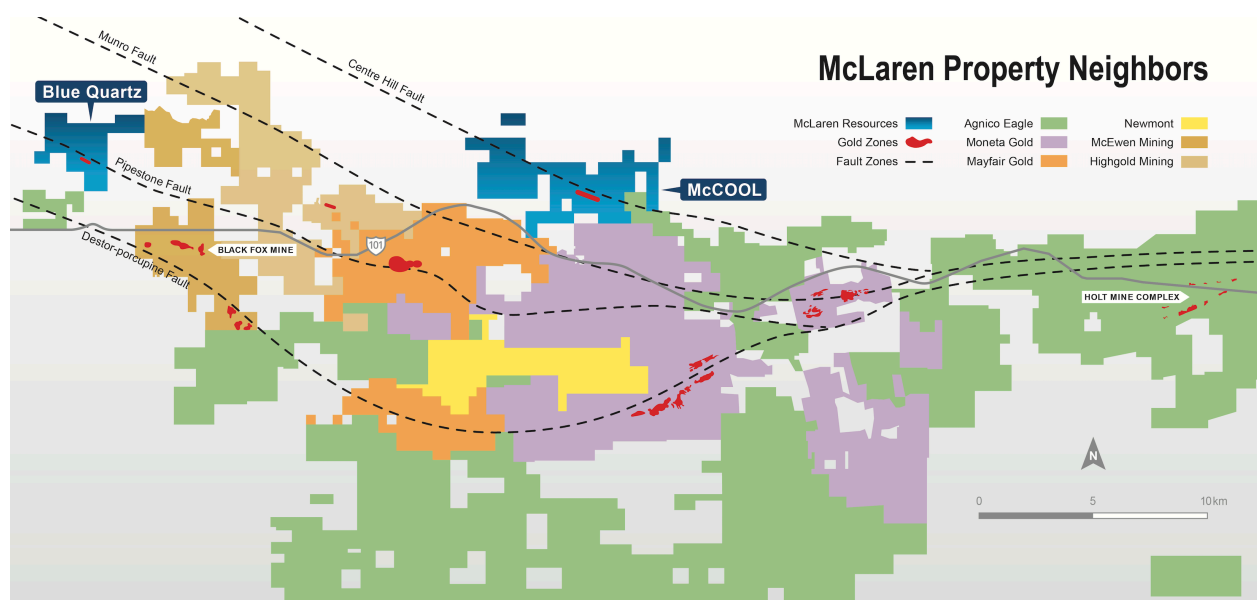 McLaren Property Neighbors
McLaren Resources
Gold Zones
Fault Zones
Agnico Eagle
Moneta Gold
Mayfair Gold
Newmont
McEwen Mining
Highgold Mining
Munro Fault
Centre Hill Fault
Blue Quartz
Pipestone Fault
McCOOL
Destor-porcupine Fault
BLACK FOX MINE
101
HOLT MINE COMPLEX
N
0 5 10km